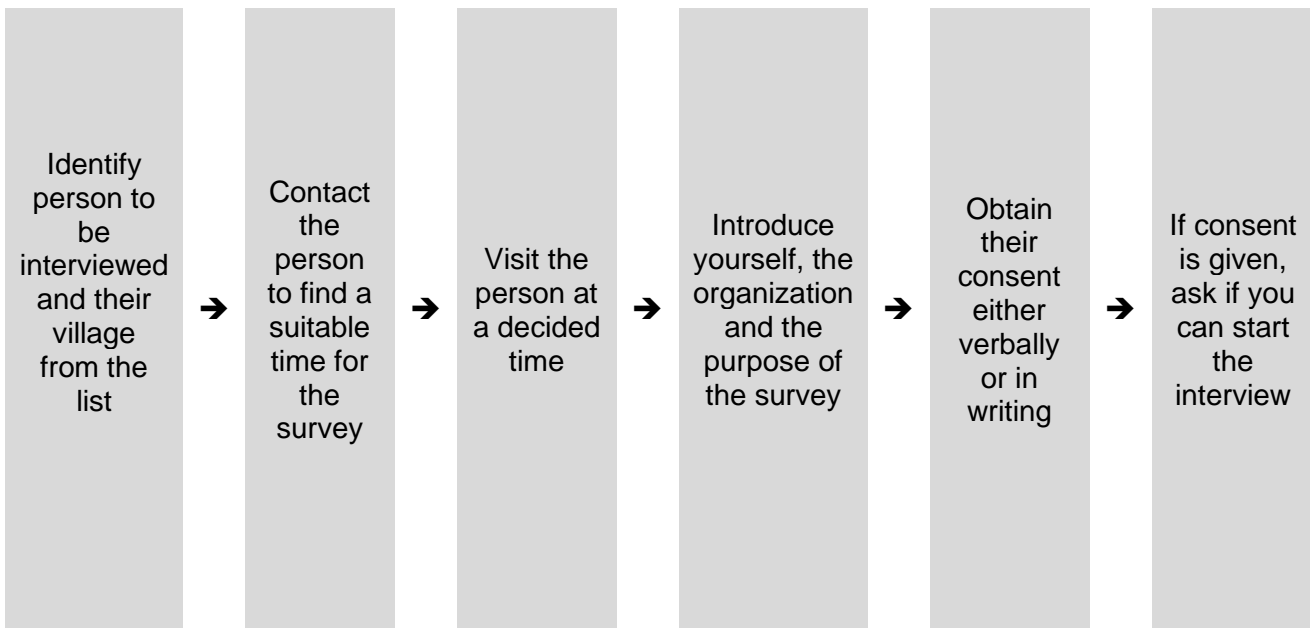 Identify
person to
be
interviewed
and their
village
from the
list
➔
Contact
the
person
to find a
suitable
time for
the
survey
➔
Visit the
person at
a decided
time
➔
Introduce
yourself, the
organization
and the
purpose of
the survey
➔
Obtain
their
consent
either
verbally
or in
writing
➔
If consent
is given,
ask if you
can start
the
interview